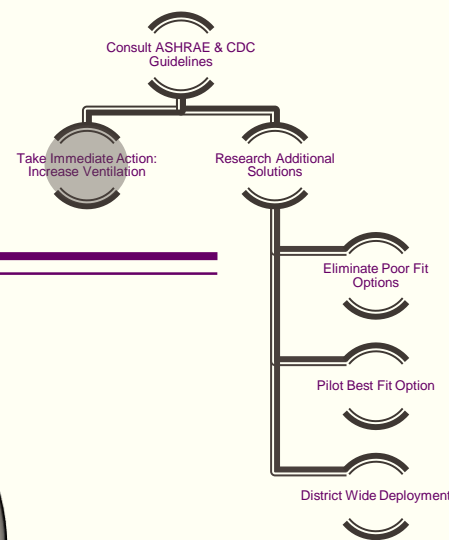 Consult ASHRAE & CDC
Guidelines
Take Immediate Action:
Increase Ventilation
Research Additional
Solutions
Eliminate Poor Fit
Options
Pilot Best Fit Option
District Wide Deployment